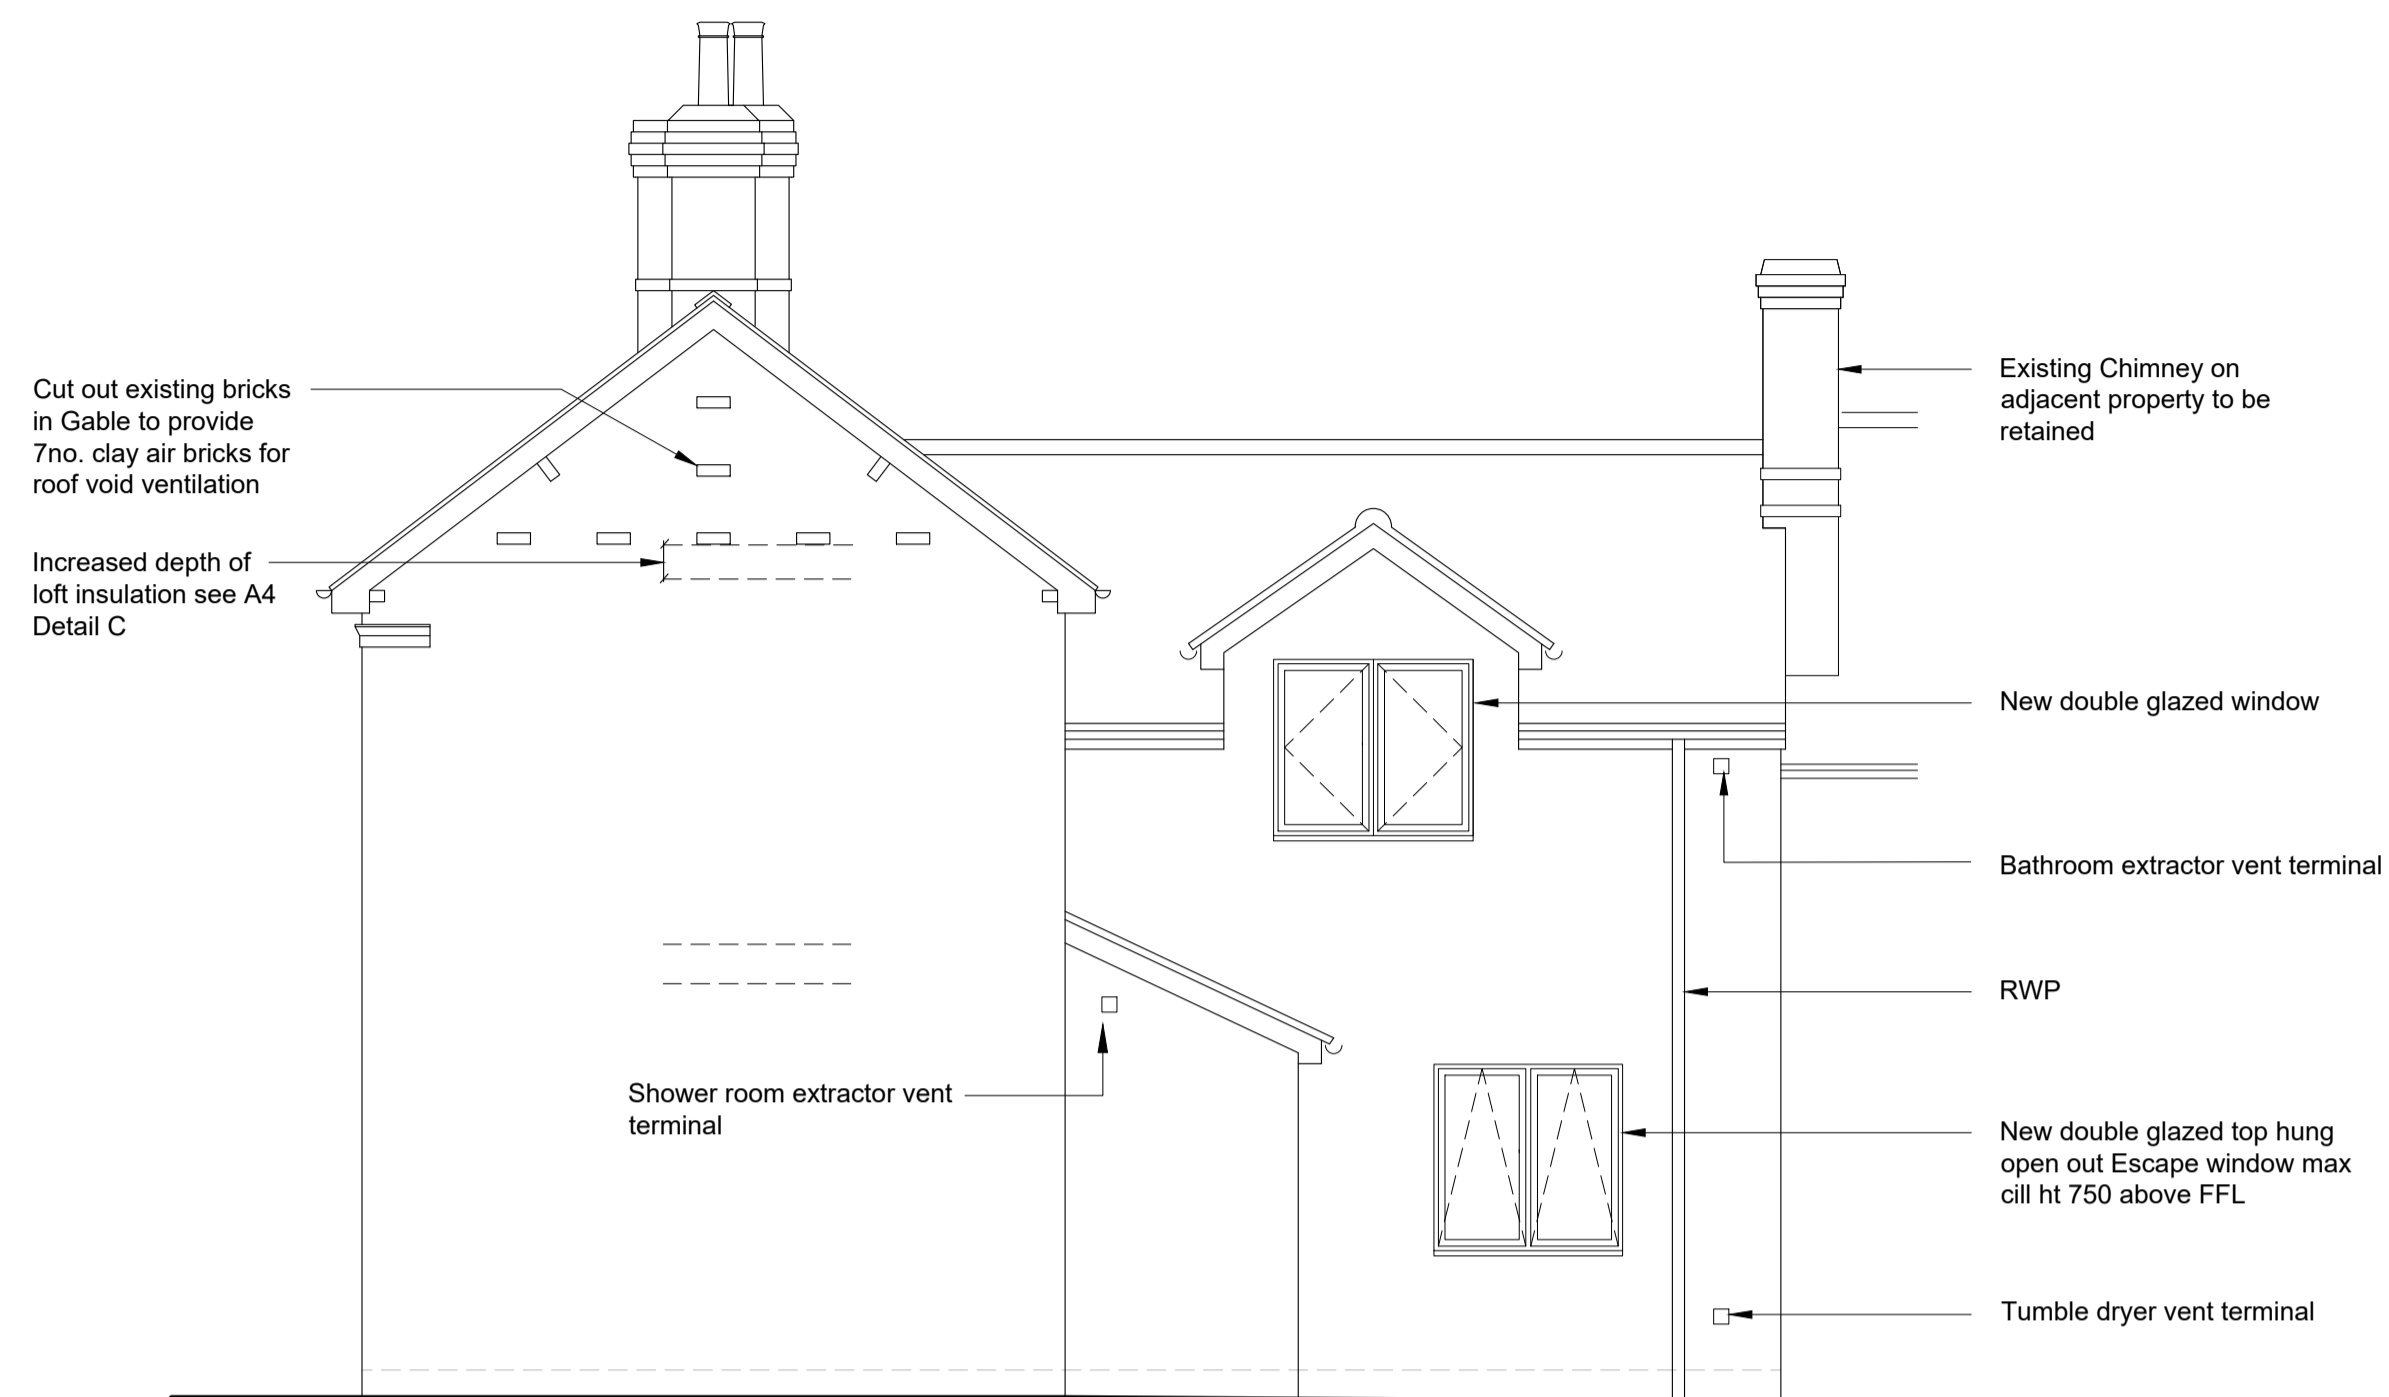 Cut out existing bricks
in Gable to provide
7no. clay air bricks for
roof void ventilation
Increased depth of
loft insulation see A4
Detail C
Shower room extractor vent
terminal
Existing Chimney on
adjacent property to be
retained
New double glazed window
Bathroom extractor vent terminal
RWP
New double glazed top hung
open out Escape window max
cill ht 750 above FFL
Tumble dryer vent terminal